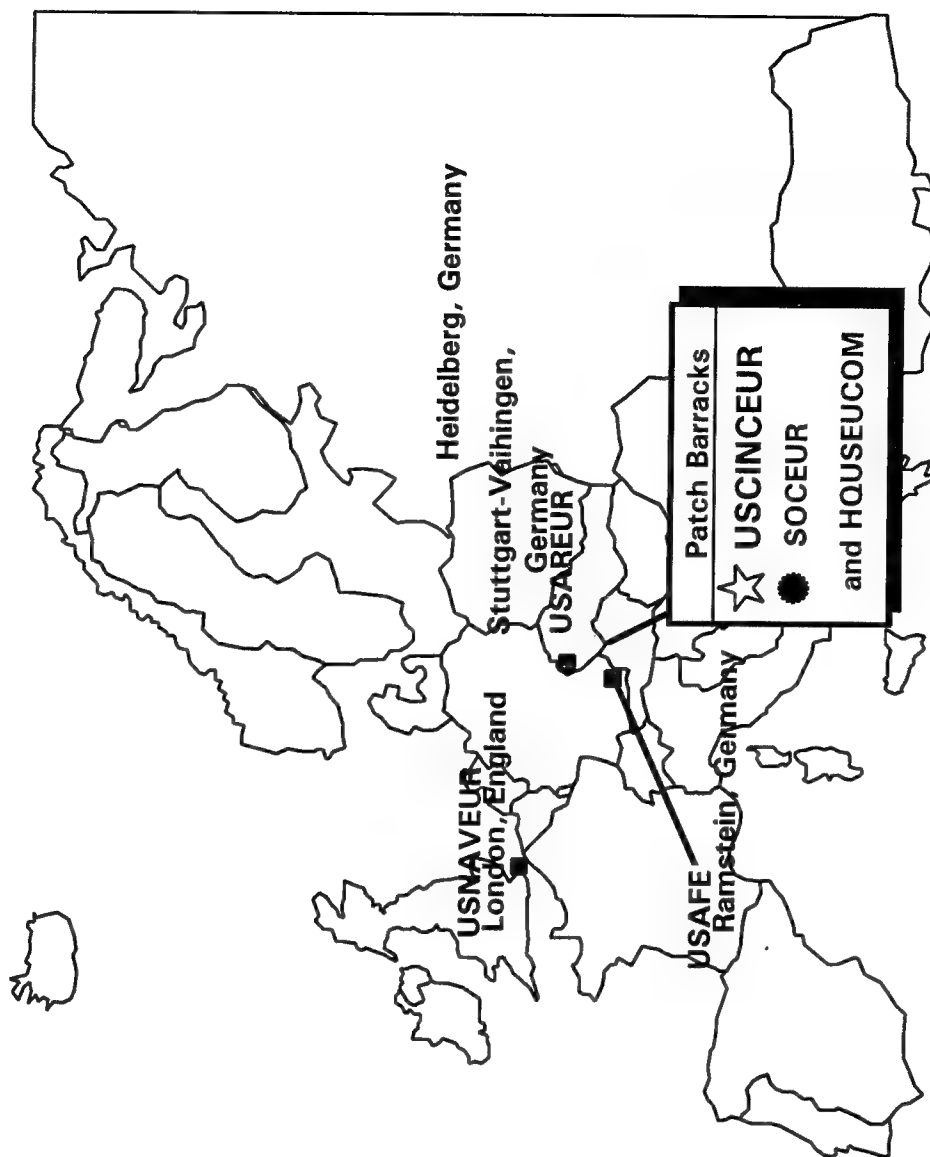 Heidelberg, Germany
Stuttgart-Vaihingen,
Germany
USAREUR
USNAVEUR
London, England
USAFE
Ramstein, Germany
Patch Barracks
USCINCEUR
SOCEUR
and HQUSEUCOM